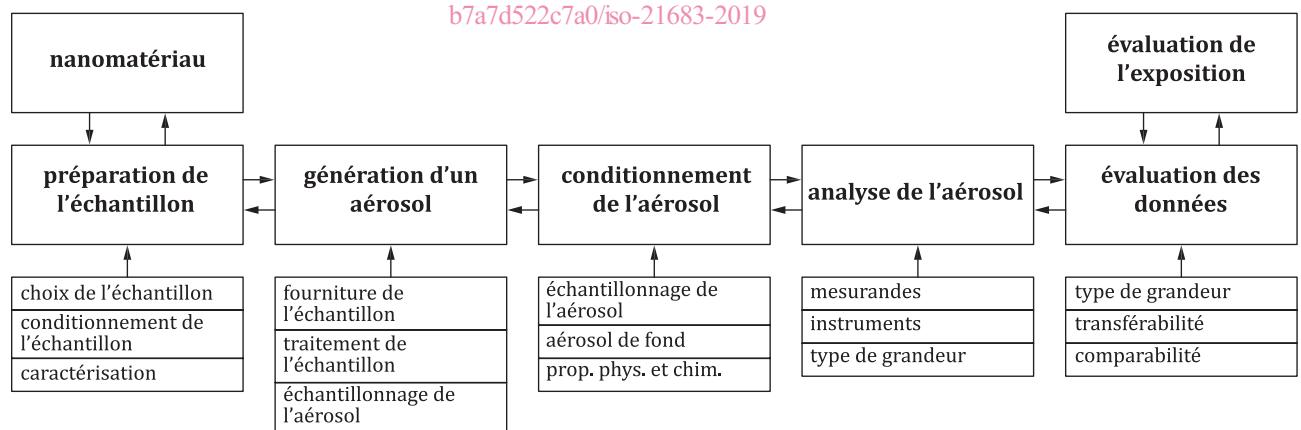 b7a7d522c7a0/iso-21683-2019
nanomatériau
évaluation de
l’exposition
préparation de
l’échantillon
génération d’un
aérosol
conditionnement
de l’aérosol
analyse de l’aérosol
évaluation des
données
choix de l’échantillon
conditionnement de
l’échantillon
caractérisation
fourniture de
l’échantillon
traitement de
l’échantillon
échantillonnage de
l’aérosol
échantillonnage de
l’aérosol
aérosol de fond
prop. phys. et chim.
mesurandes
instruments
type de grandeur
type de grandeur
transférabilité
comparabilité